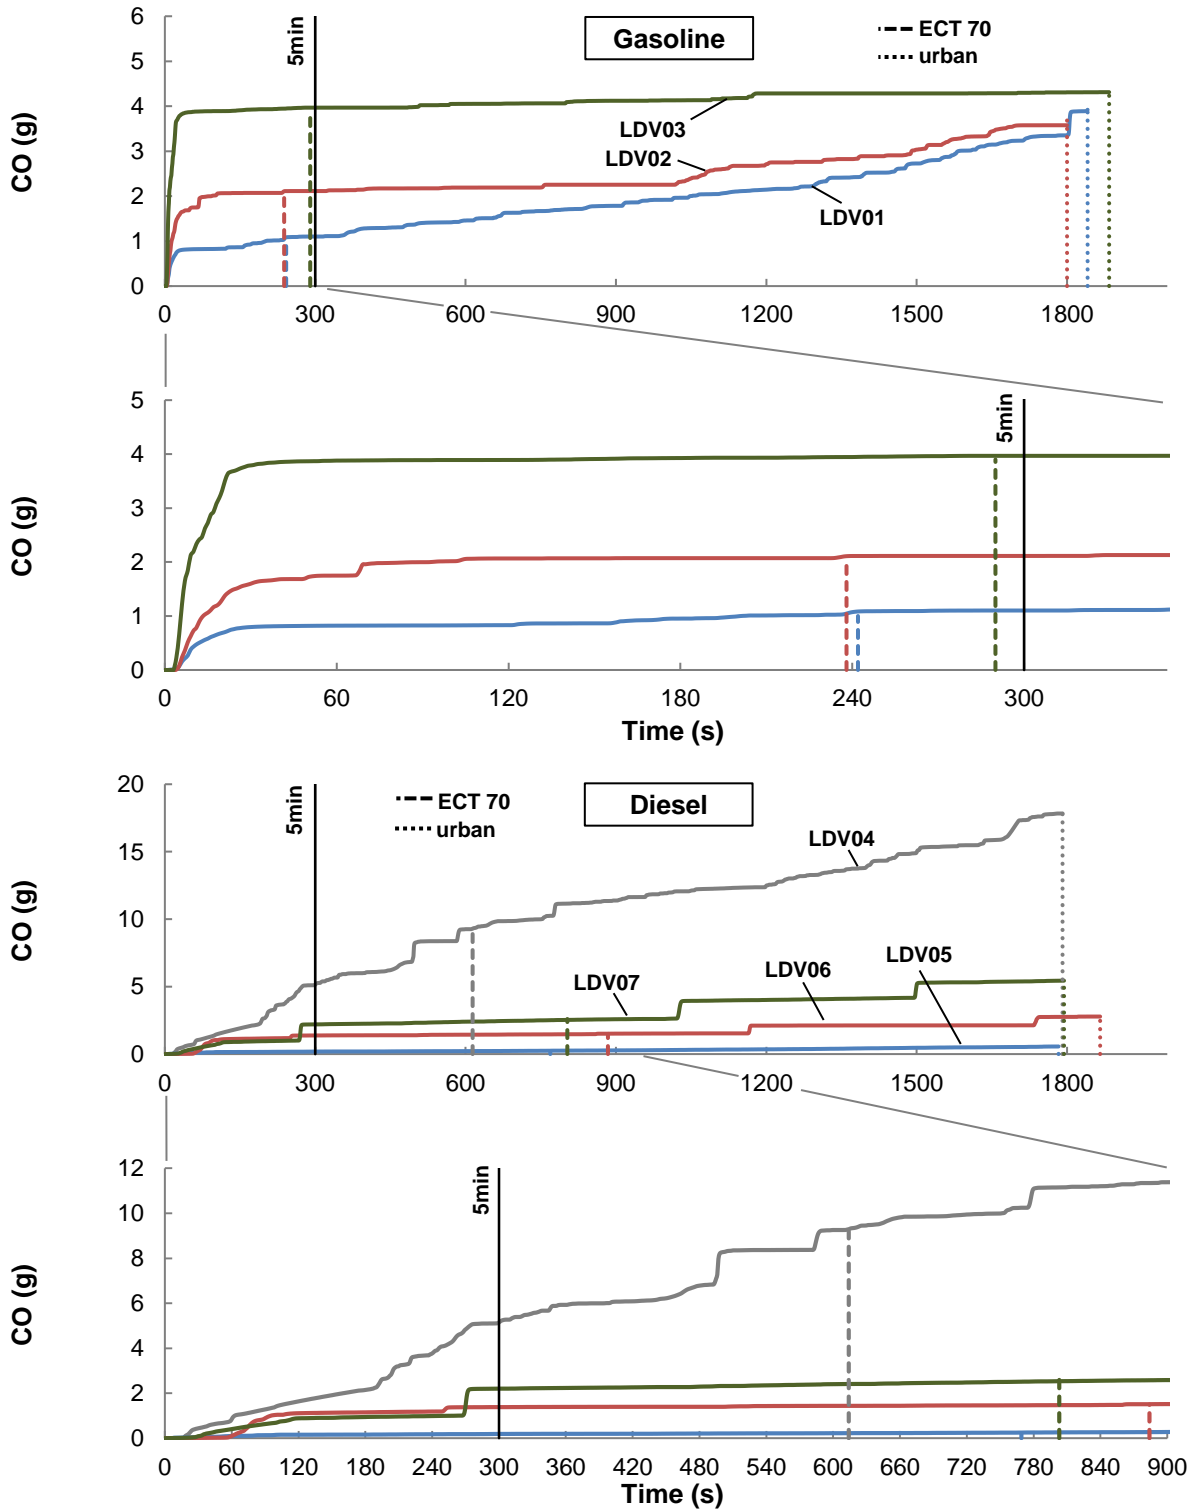 6
5
4
3
2
1
0
CO (g)
5min
Gasoline
ECT 70
urban
LDV03
LDV02
LDV01
0 300 600 900 1200 1500 1800
5
4
3
2
1
0
CO (g)
5min
0 60 120 180 240 300
Time (s)
20
15
10
5
0
CO (g)
5min
ECT 70
urban
Diesel
LDV04
LDV05
LDV06
LDV07
0 300 600 900 1200 1500 1800
12
10
8
6
4
2
0
CO (g)
5min
0 60 120 180 240 300 360 420 480 540 600 660 720 780 840 900
Time (s)